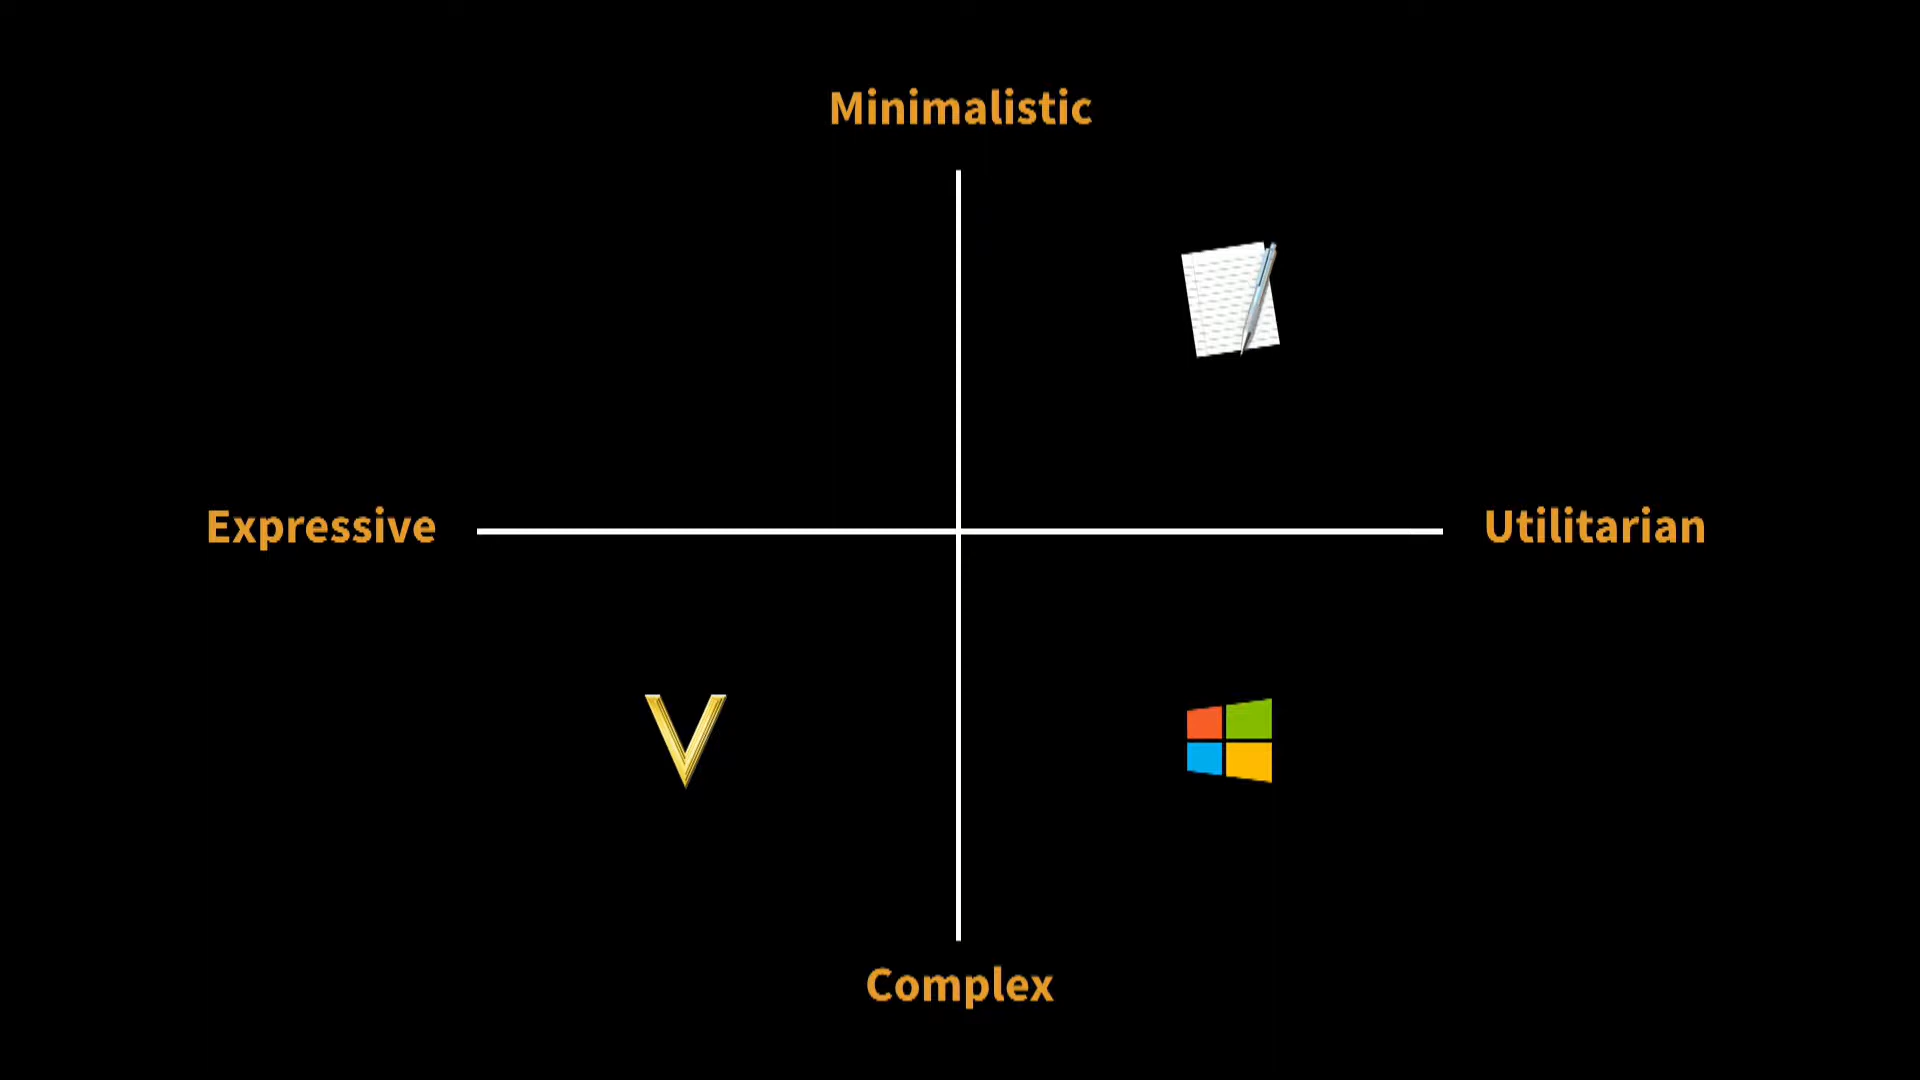 Minimalistic
Expressive
Utilitarian
V
Complex